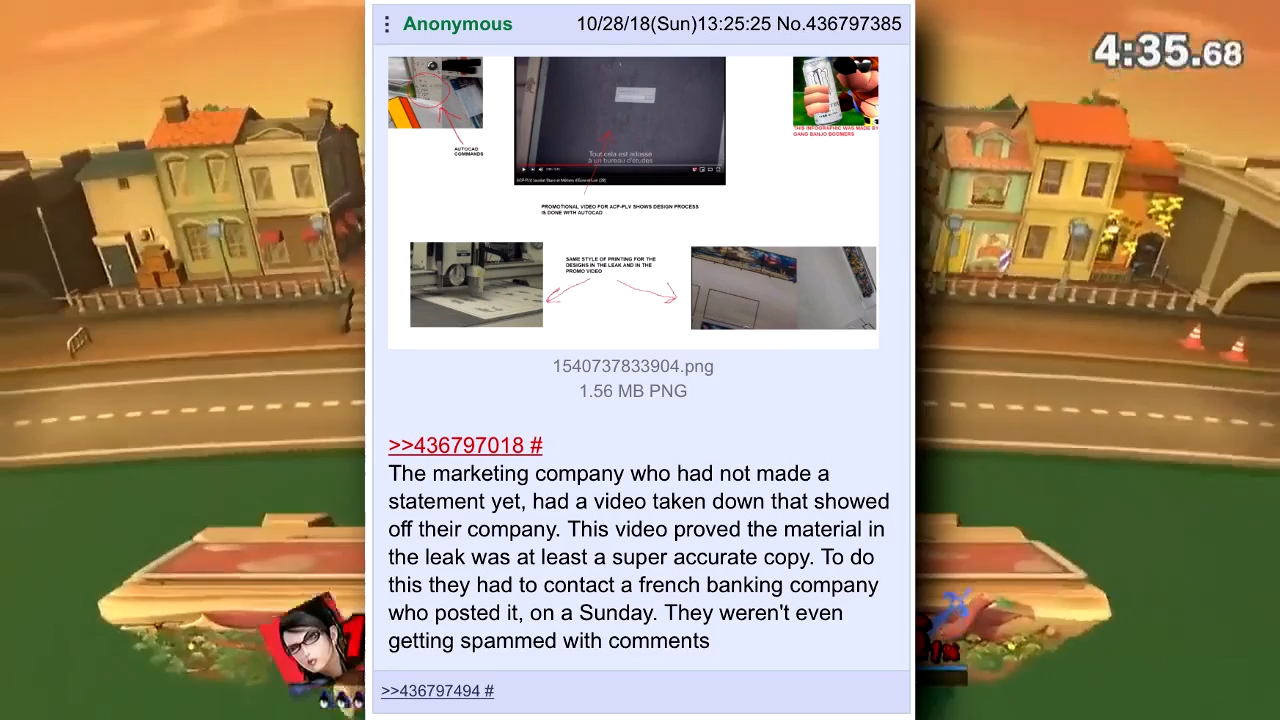 Anonymous 10/28/18(Sun)13:25:25 No.436797385
4:35.68
AUTOCAD
COMMANDS
Tout cela est adossé
à un bureau d'études
THIS INFOGRAPHIC WAS MADE BY
GANG BANJO BOOMERS
PROMOTIONAL VIDEO FOR ACP-PLV SHOWS DESIGN PROCESS
IS DONE WITH AUTOCAD
SAME STYLE OF PRINTING FOR THE
DESIGNS IN THE LEAK AND IN THE
PROMO VIDEO
1540737833904.png
1.56 MB PNG
>>436797018 #
The marketing company who had not made a
statement yet, had a video taken down that showed
off their company. This video proved the material in
the leak was at least a super accurate copy. To do
this they had to contact a french banking company
who posted it, on a Sunday. They weren't even
getting spammed with comments
>>436797494 #